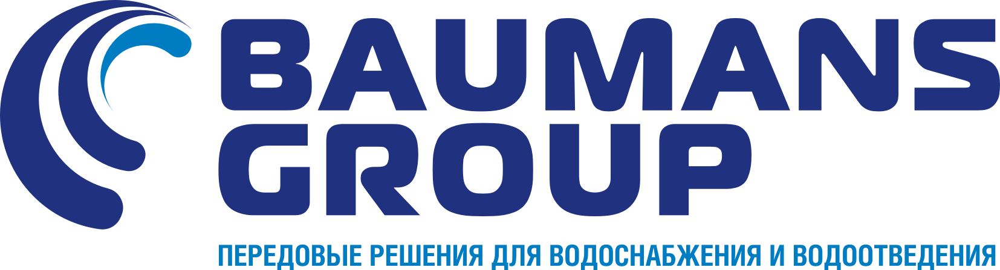 BAUMANS
GROUP
ПЕРЕДОВЫЕ РЕШЕНИЯ ДЛЯ ВОДОСНАБЖЕНИЯ И ВОДООТВЕДЕНИЯ